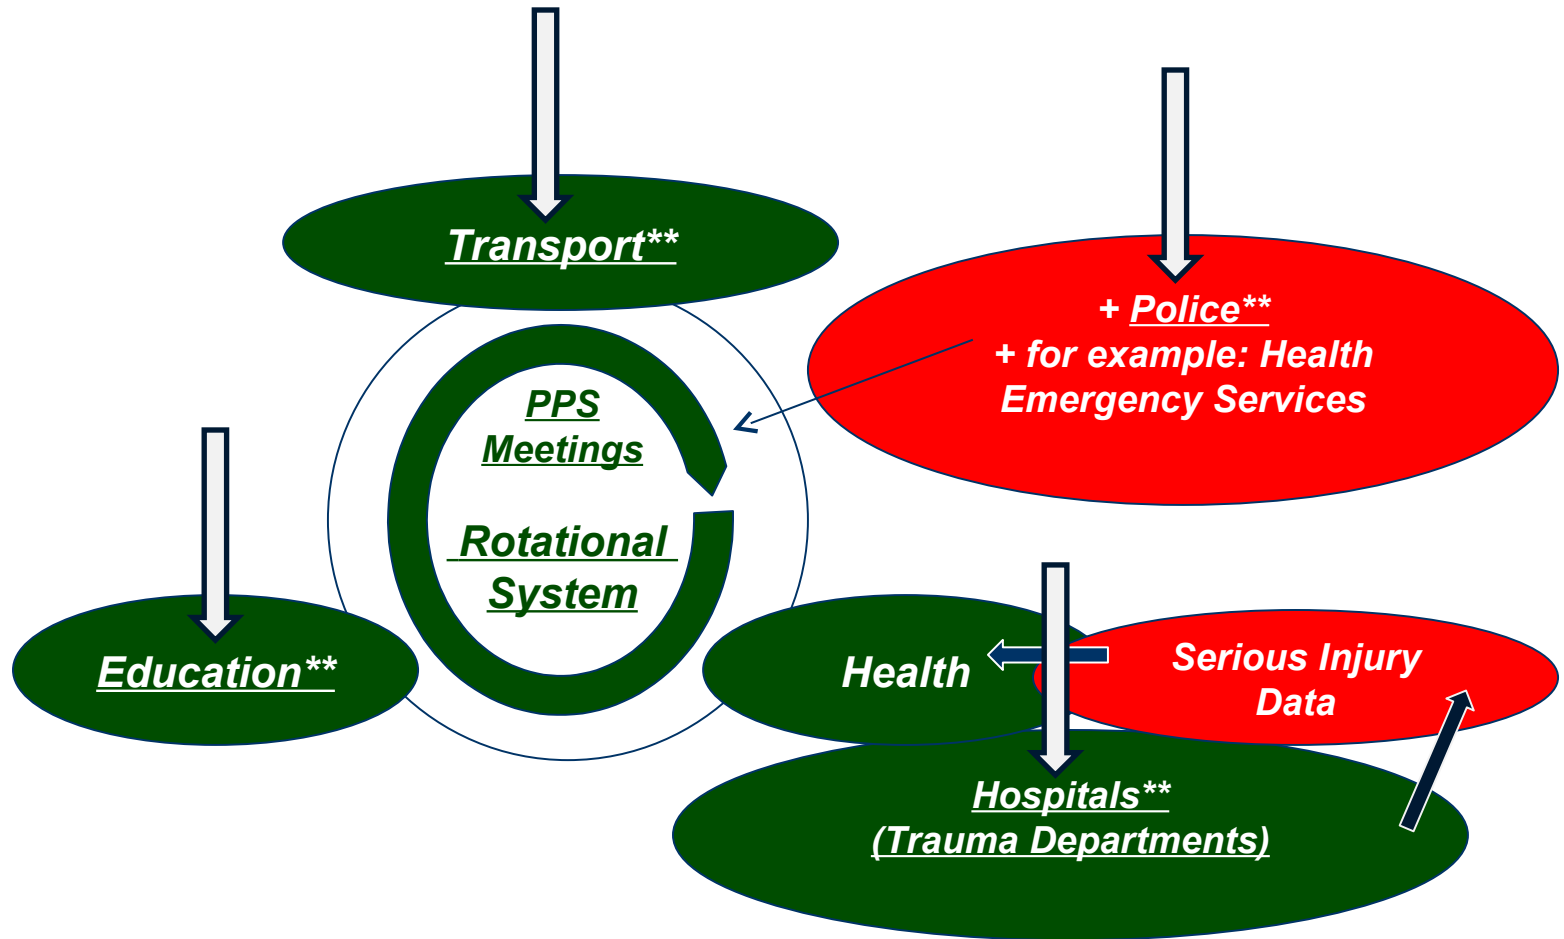 Transport**
+ Police**
+ for example: Health
Emergency Services
PPS
Meetings
Rotational
System
Education**
Health
Serious Injury
Data
Hospitals**
(Trauma Departments)